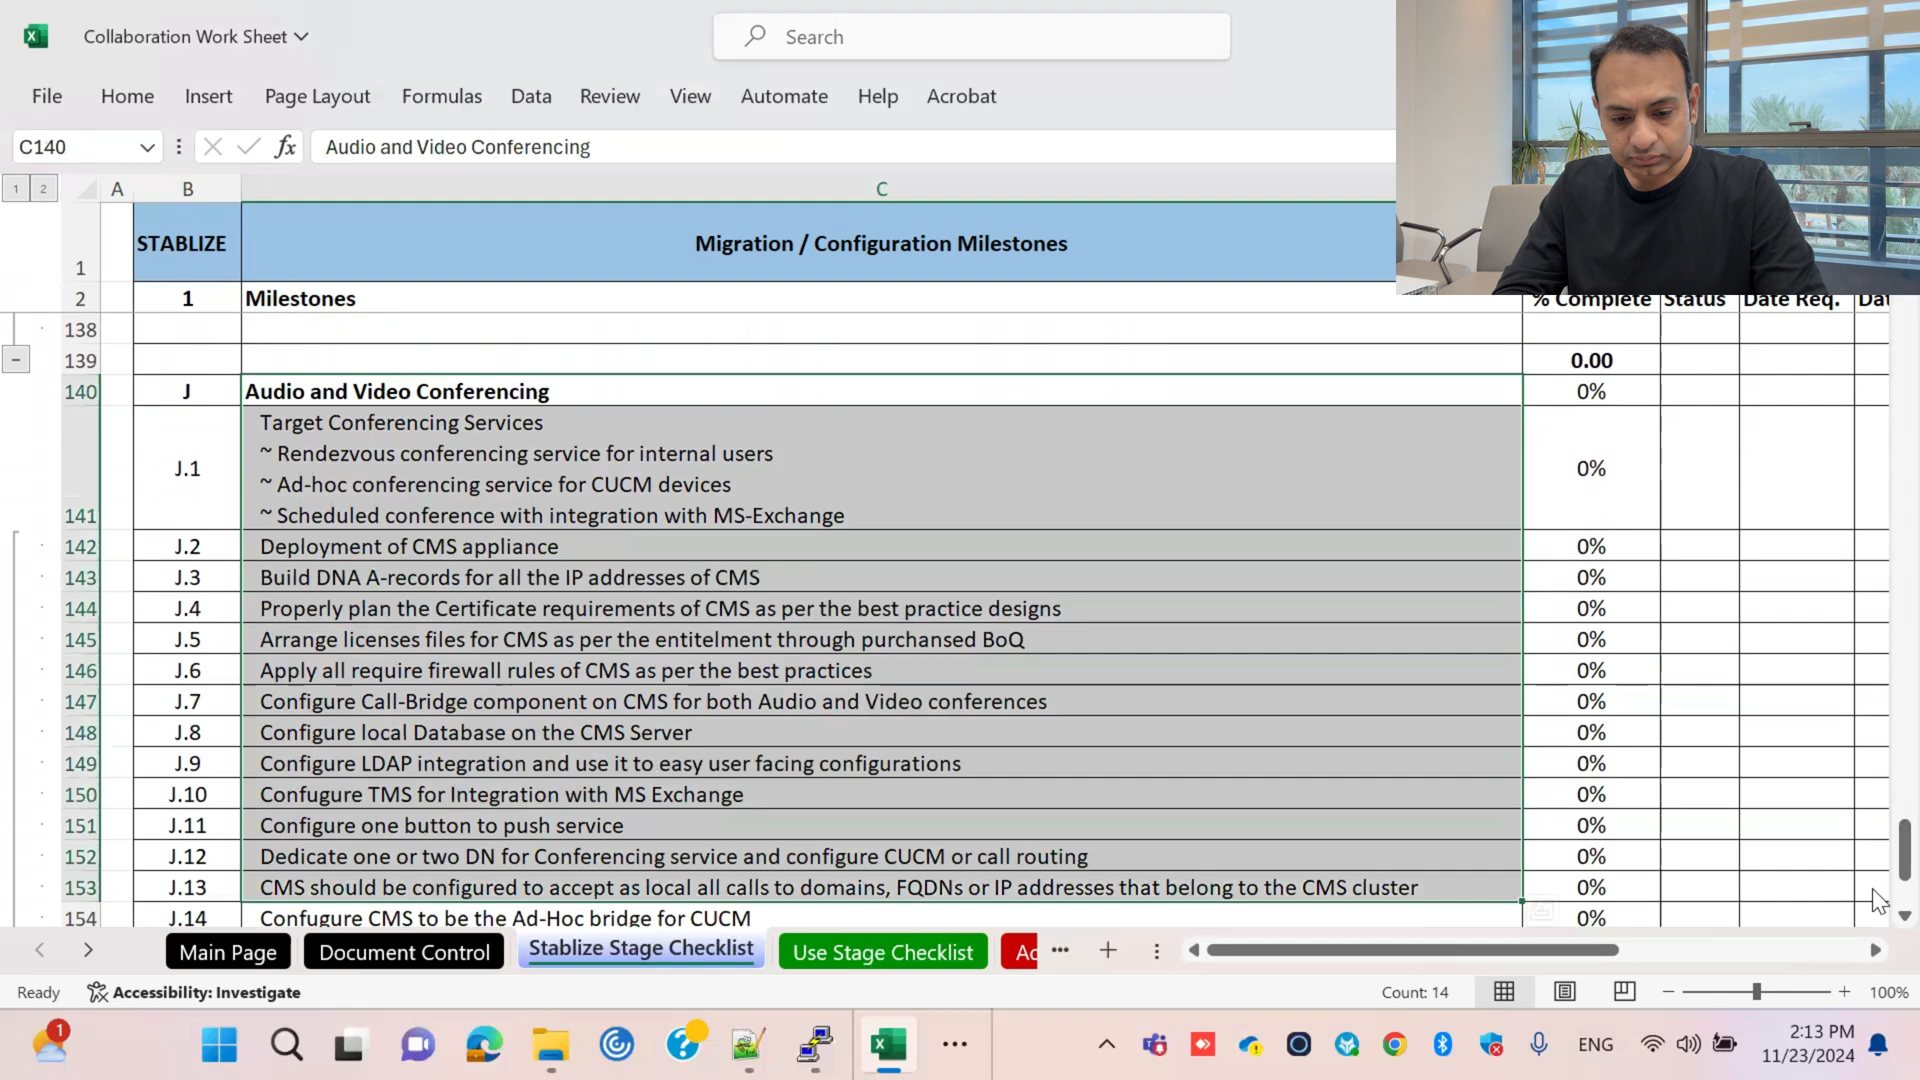 Collaboration Work Sheet
Search
File Home Insert Page Layout Formulas Data Review View Automate Help Acrobat
C140 fx Audio and Video Conferencing
1 2 A B C
1 STABLIZE Migration / Configuration Milestones
2 1 Milestones % Complete Status Date Req.
138
139 0.00
140 J Audio and Video Conferencing 0%
141 J.1 Target Conferencing Services 0%
~ Rendezvous conferencing service for internal users
~ Ad-hoc conferencing service for CUCM devices
~ Scheduled conference with integration with MS-Exchange
142 J.2 Deployment of CMS appliance 0%
143 J.3 Build DNA A-records for all the IP addresses of CMS 0%
144 J.4 Properly plan the Certificate requirements of CMS as per the best practice designs 0%
145 J.5 Arrange licenses files for CMS as per the entitelment through purchansed BoQ 0%
146 J.6 Apply all require firewall rules of CMS as per the best practices 0%
147 J.7 Configure Call-Bridge component on CMS for both Audio and Video conferences 0%
148 J.8 Configure local Database on the CMS Server 0%
149 J.9 Configure LDAP integration and use it to easy user facing configurations 0%
150 J.10 Confugure TMS for Integration with MS Exchange 0%
151 J.11 Configure one button to push service 0%
152 J.12 Dedicate one or two DN for Conferencing service and configure CUCM or call routing 0%
153 J.13 CMS should be configured to accept as local all calls to domains, FQDNs or IP addresses that belong to the CMS cluster 0%
154 J.14 Confugure CMS to be the Ad-Hoc bridge for CUCM 0%
Main Page Document Control Stablize Stage Checklist Use Stage Checklist
Ready Accessibility: Investigate Count: 14 100%
1 ENG 2:13 PM
11/23/2024